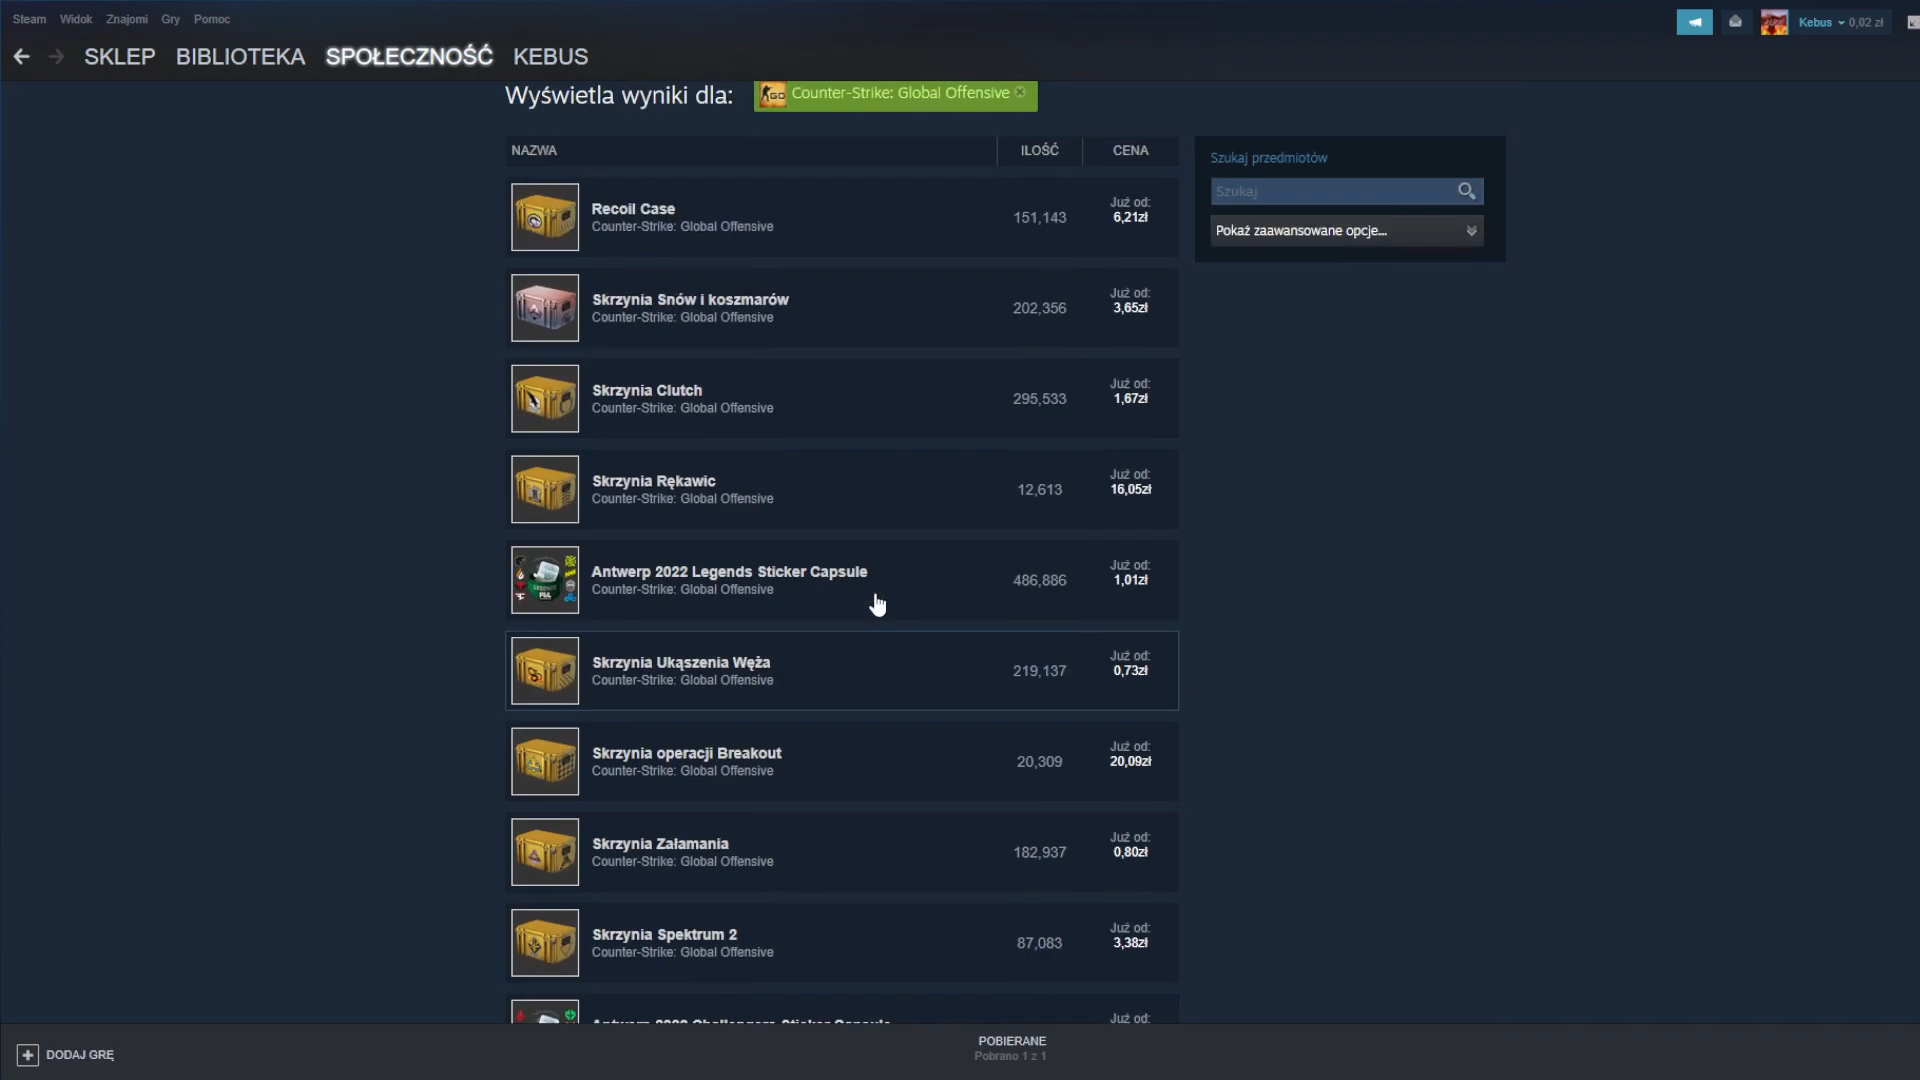 Steam Widok Znajomi Gry Pomoc
Kebus 0,02 zł
SKLEP BIBLIOTEKA SPOŁECZNOŚĆ KEBUS
Wyświetla wyniki dla: Counter-Strike: Global Offensive
NAZWA ILOŚĆ CENA
Recoil Case
Counter-Strike: Global Offensive
151,143
Już od:
6,21zł
Skrzynia Snów i koszmarów
Counter-Strike: Global Offensive
202,356
Już od:
3,65zł
Skrzynia Clutch
Counter-Strike: Global Offensive
295,533
Już od:
1,67zł
Skrzynia Rękawic
Counter-Strike: Global Offensive
12,613
Już od:
16,05zł
Antwerp 2022 Legends Sticker Capsule
Counter-Strike: Global Offensive
486,886
Już od:
1,01zł
Skrzynia Ukąszenia Węża
Counter-Strike: Global Offensive
219,137
Już od:
0,73zł
Skrzynia operacji Breakout
Counter-Strike: Global Offensive
20,309
Już od:
20,09zł
Skrzynia Załamania
Counter-Strike: Global Offensive
182,937
Już od:
0,80zł
Skrzynia Spektrum 2
Counter-Strike: Global Offensive
87,083
Już od:
3,38zł
Antwerp 2022 Challengers Sticker Capsule
Już od:
Szukaj przedmiotów
Szukaj
Pokaż zaawansowane opcje...
DODAJ GRĘ
POBIERANE
Pobrano 1 z 1